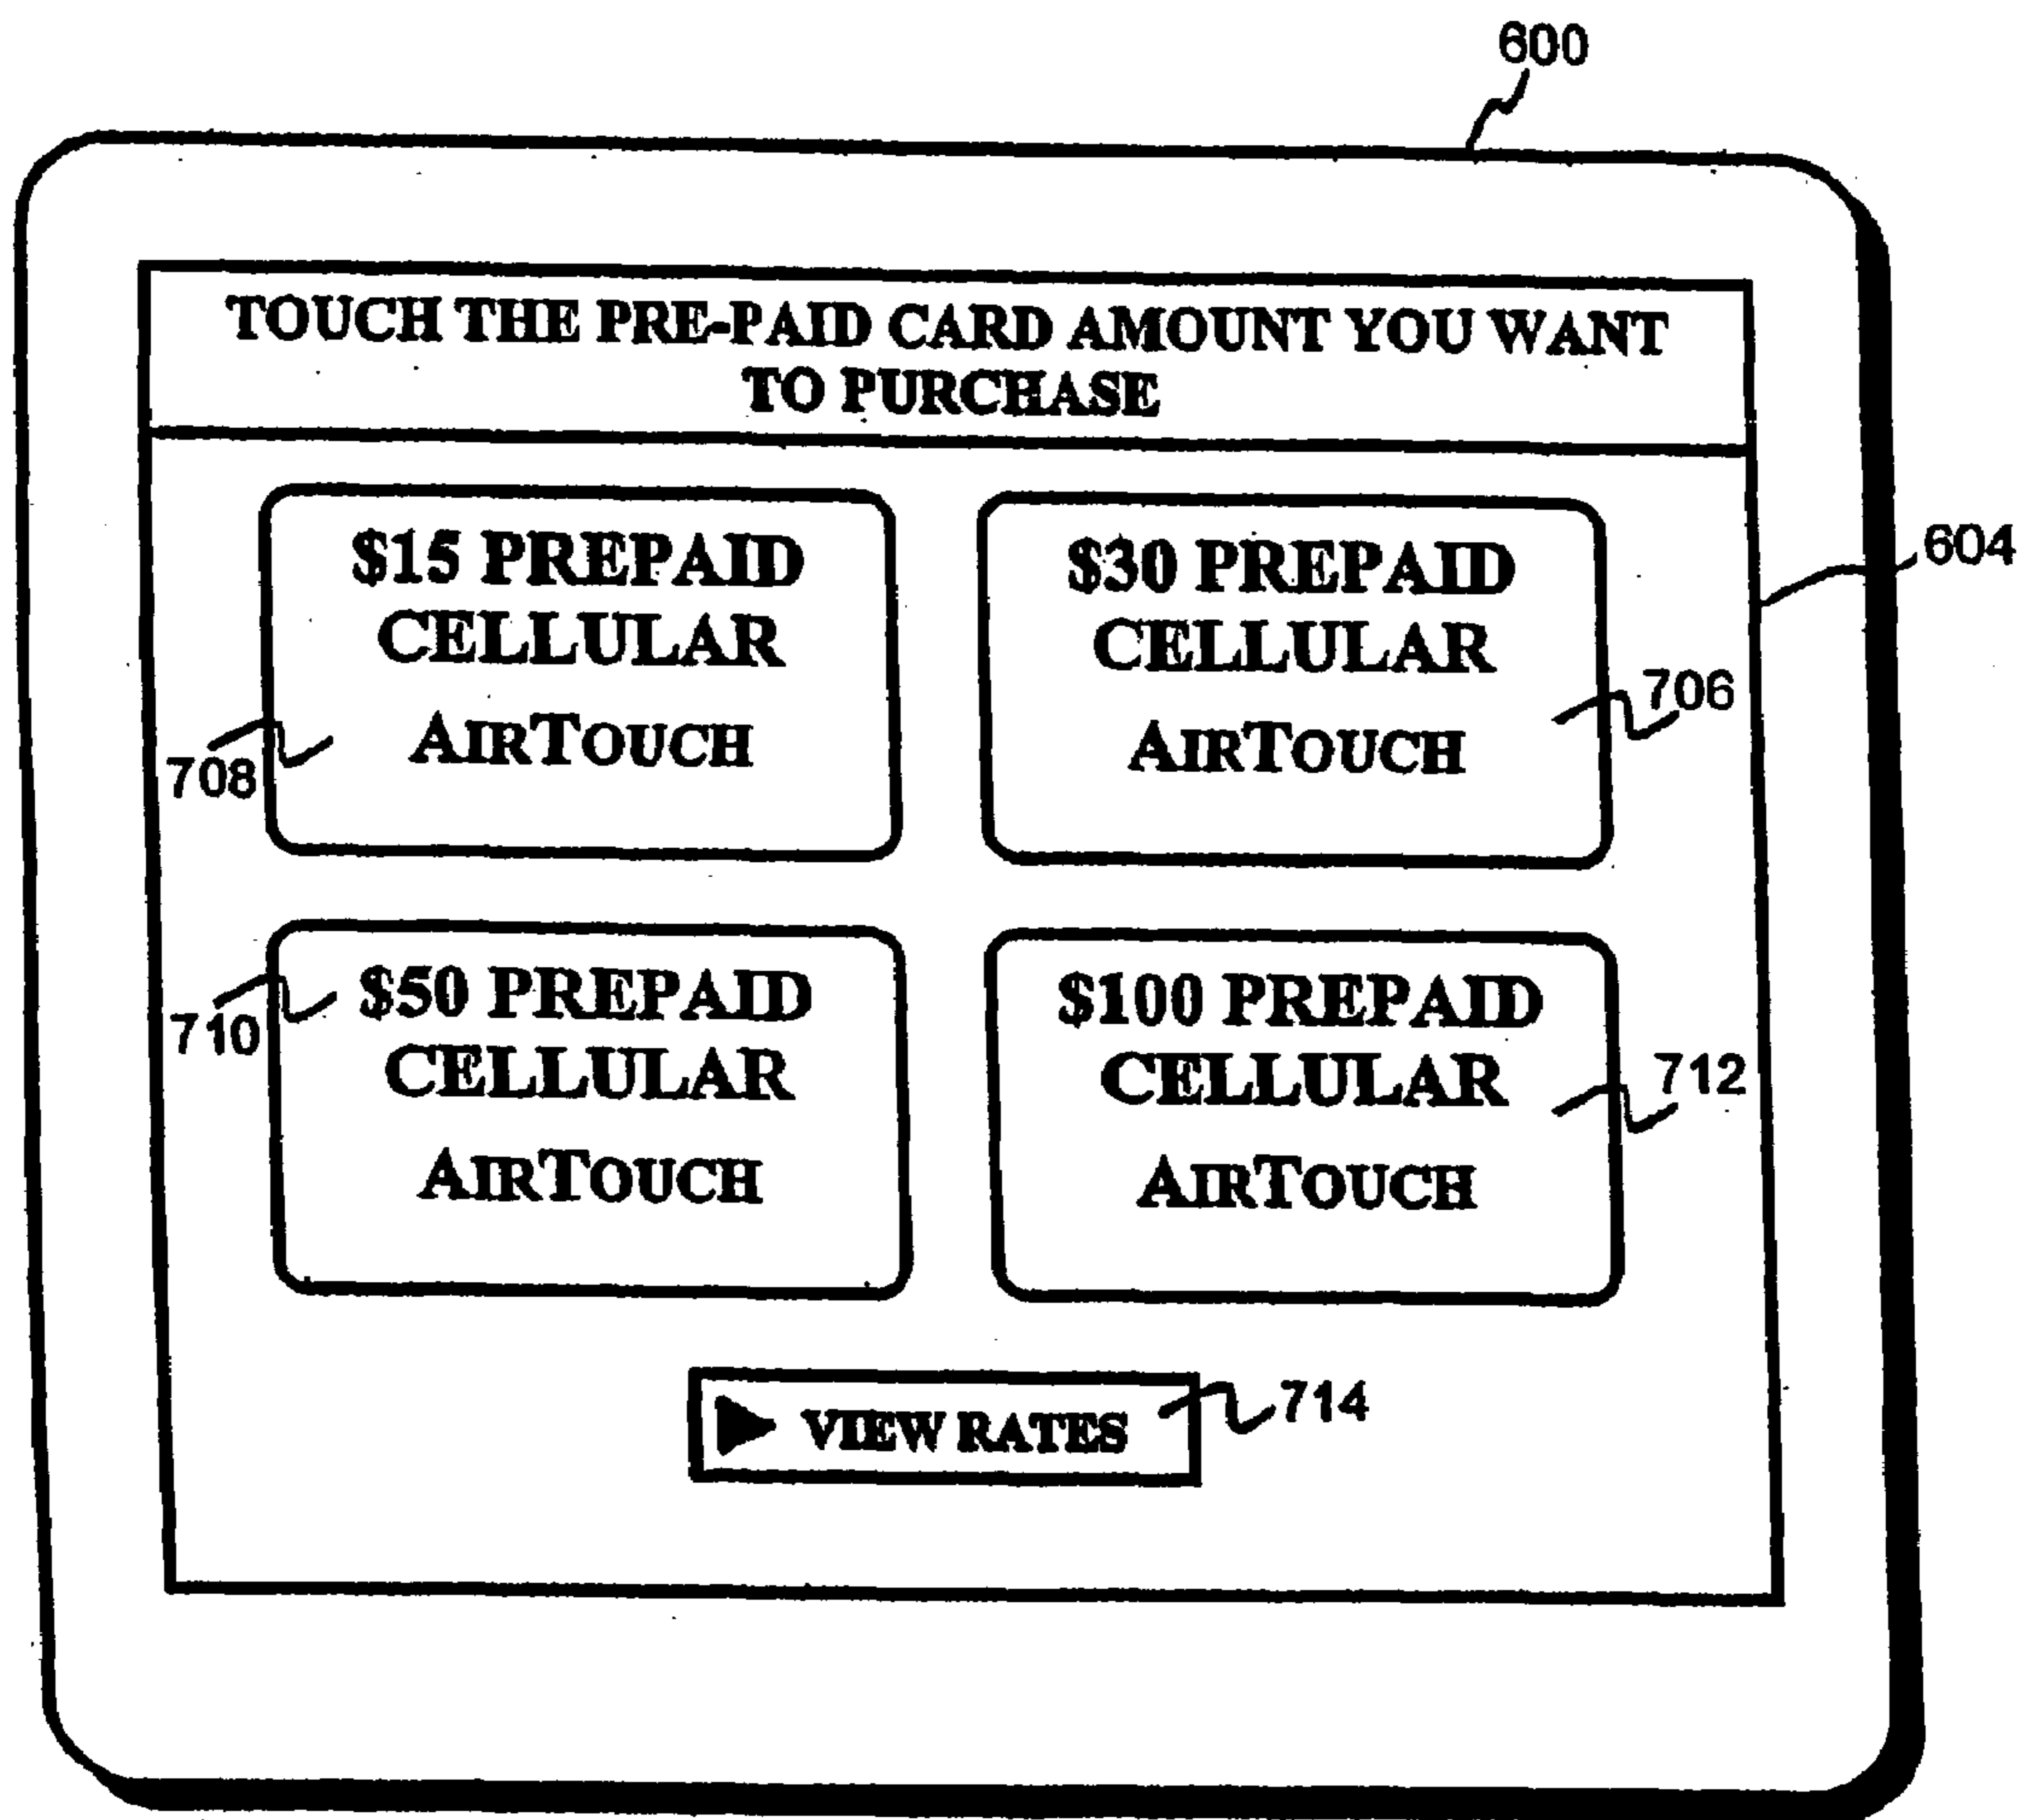 600
TOUCH THE PRE-PAID CARD AMOUNT YOU WANT
TO PURCHASE
$15 PREPAID
CELLULAR
AIRTOUCH
708
$30 PREPAID
CELLULAR
AIRTOUCH
706
604
$50 PREPAID
CELLULAR
AIRTOUCH
710
$100 PREPAID
CELLULAR
AIRTOUCH
712
VIEW RATES
714